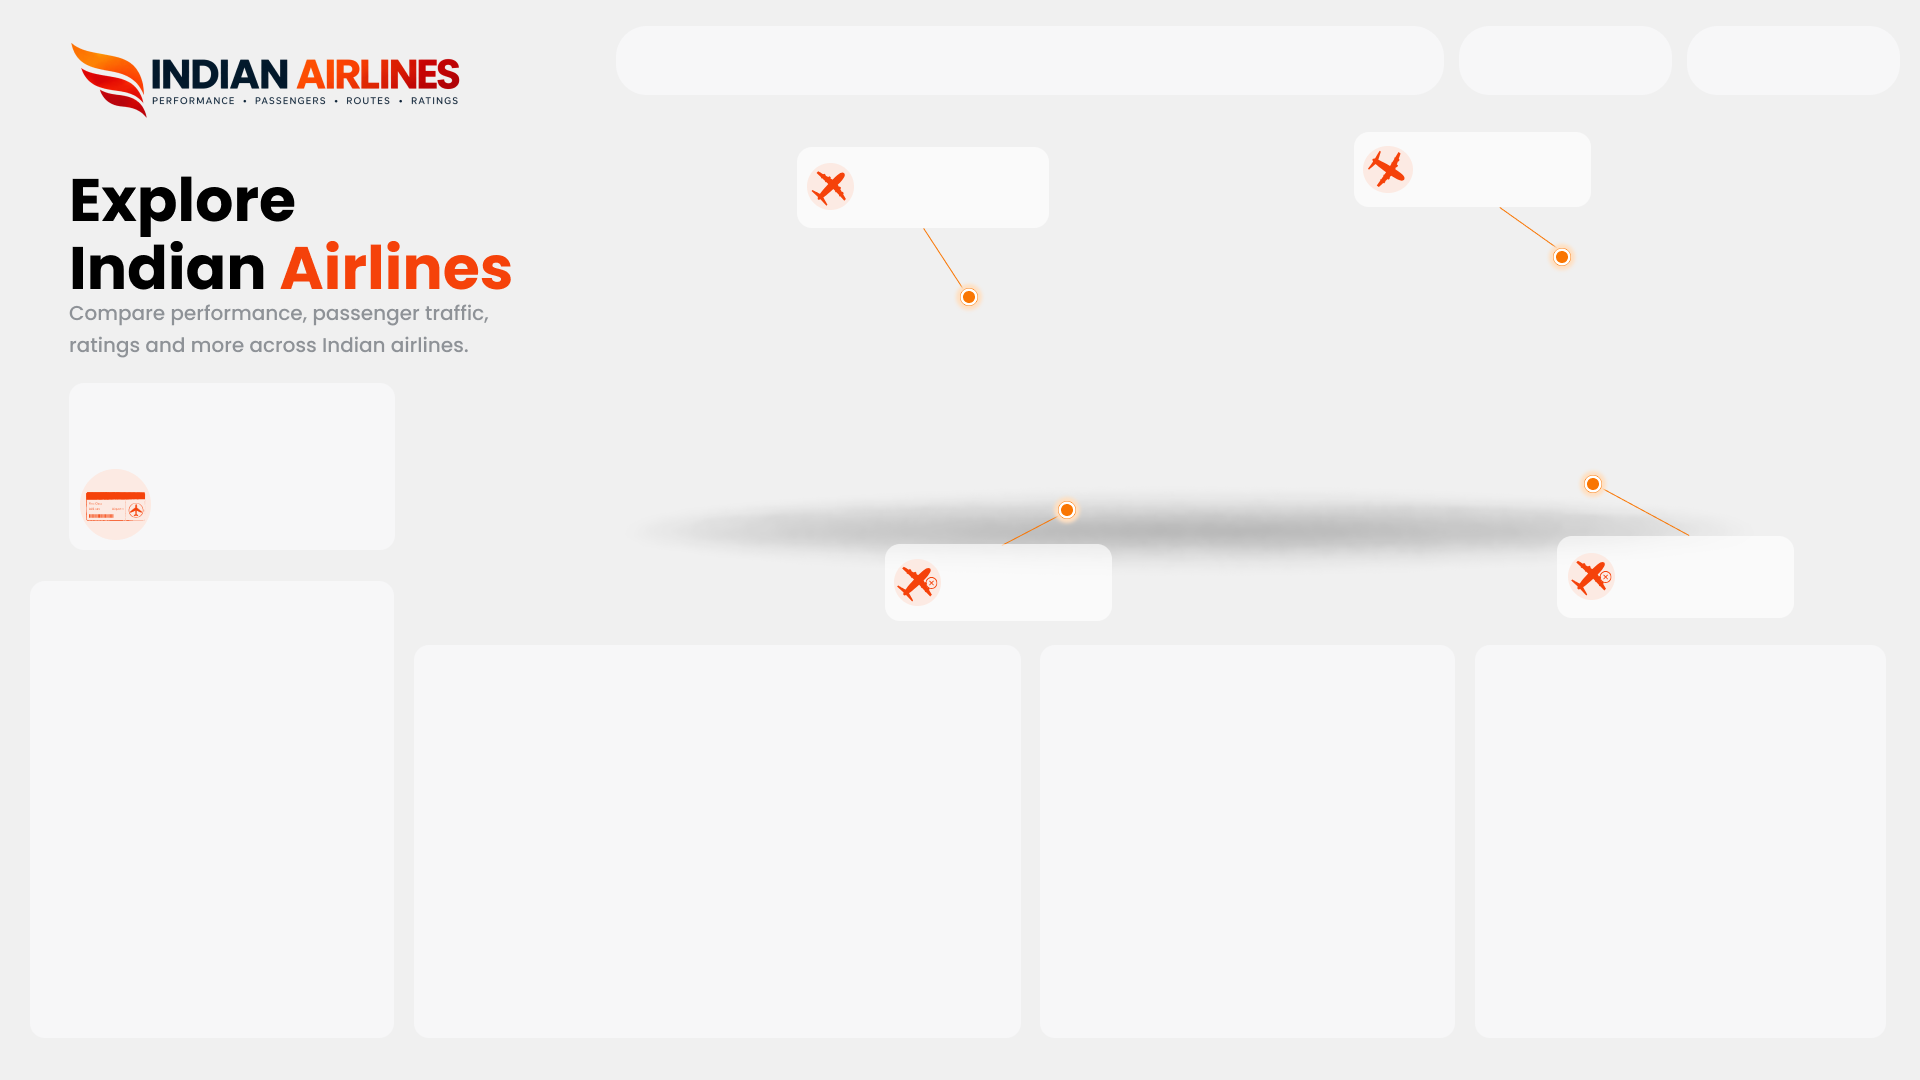 INDIAN AIRLINES
PERFORMANCE • PASSENGERS • ROUTES • RATINGS
Explore
Indian Airlines
Compare performance, passenger traffic,
ratings and more across Indian airlines.